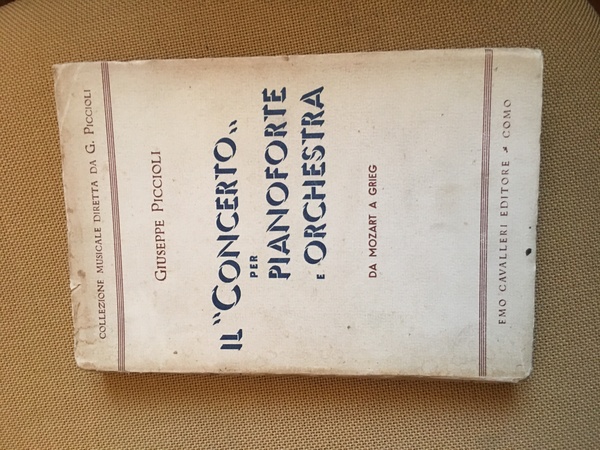 COLLEZIONE MUSICALE DIRETTA DA G. PICCIOLI
GIUSEPPE PICCIOLI
IL "CONCERTO„
PER
PIANOFORTE
E ORCHESTRA
DA MOZART A GRIEG
EMO CAVALLERI EDITORE - COMO